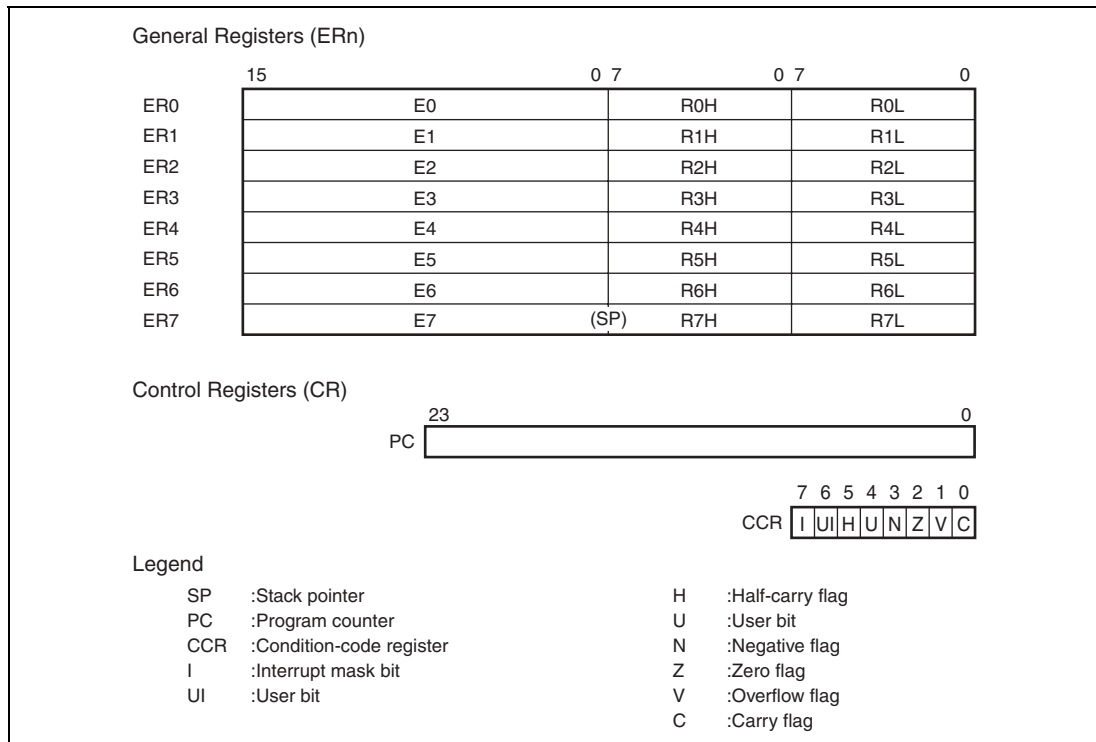 General Registers (ERn)
15 0 7 0 7 0
ER0 E0 R0H R0L
ER1 E1 R1H R1L
ER2 E2 R2H R2L
ER3 E3 R3H R3L
ER4 E4 R4H R4L
ER5 E5 R5H R5L
ER6 E6 R6H R6L
ER7 E7 (SP) R7H R7L
Control Registers (CR)
23 0
PC
7 6 5 4 3 2 1 0
CCR I UI H U N Z V C
Legend
SP :Stack pointer
PC :Program counter
CCR :Condition-code register
I :Interrupt mask bit
UI :User bit
H :Half-carry flag
U :User bit
N :Negative flag
Z :Zero flag
V :Overflow flag
C :Carry flag